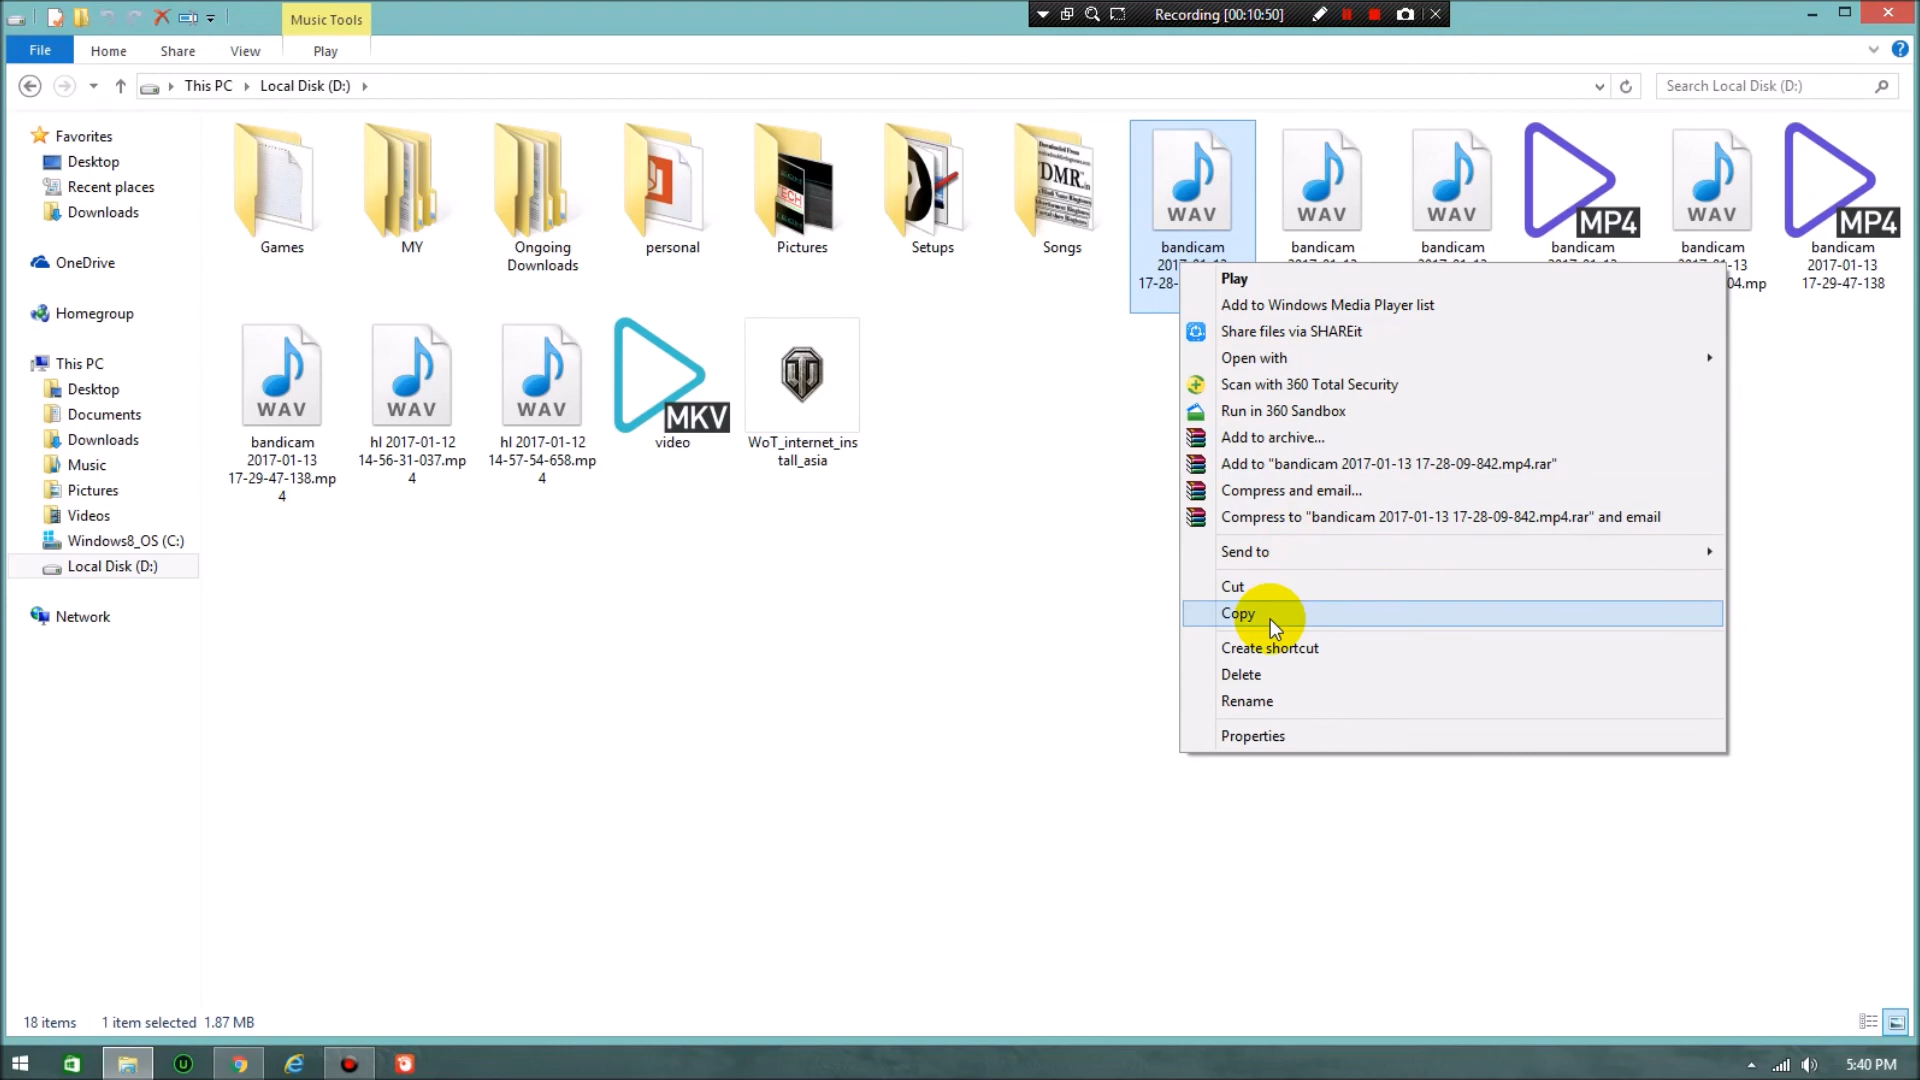 Music Tools
Recording [00:10:50]
File
Home
Share
View
Play
This PC
Local Disk (D:)
Search Local Disk (D:)
Favorites
Desktop
Recent places
Downloads
OneDrive
Homegroup
This PC
Desktop
Documents
Downloads
Music
Pictures
Videos
Windows8_OS (C:)
Local Disk (D:)
Network
Games
MY
Ongoing
Downloads
personal
Pictures
Setups
DMR
Songs
WAV
bandicam
17-28-
WAV
bandicam
WAV
bandicam
MP4
bandicam
WAV
bandicam
-13
04.mp
MP4
bandicam
2017-01-13
17-29-47-138
WAV
bandicam
2017-01-13
17-29-47-138.mp
4
WAV
hl 2017-01-12
14-56-31-037.mp
4
WAV
hl 2017-01-12
14-57-54-658.mp
4
MKV
video
WoT_internet_ins
tall_asia
Play
Add to Windows Media Player list
Share files via SHAREit
Open with
Scan with 360 Total Security
Run in 360 Sandbox
Add to archive...
Add to "bandicam 2017-01-13 17-28-09-842.mp4.rar"
Compress and email...
Compress to "bandicam 2017-01-13 17-28-09-842.mp4.rar" and email
Send to
Cut
Copy
Create shortcut
Delete
Rename
Properties
18 items
1 item selected 1.87 MB
5:40 PM